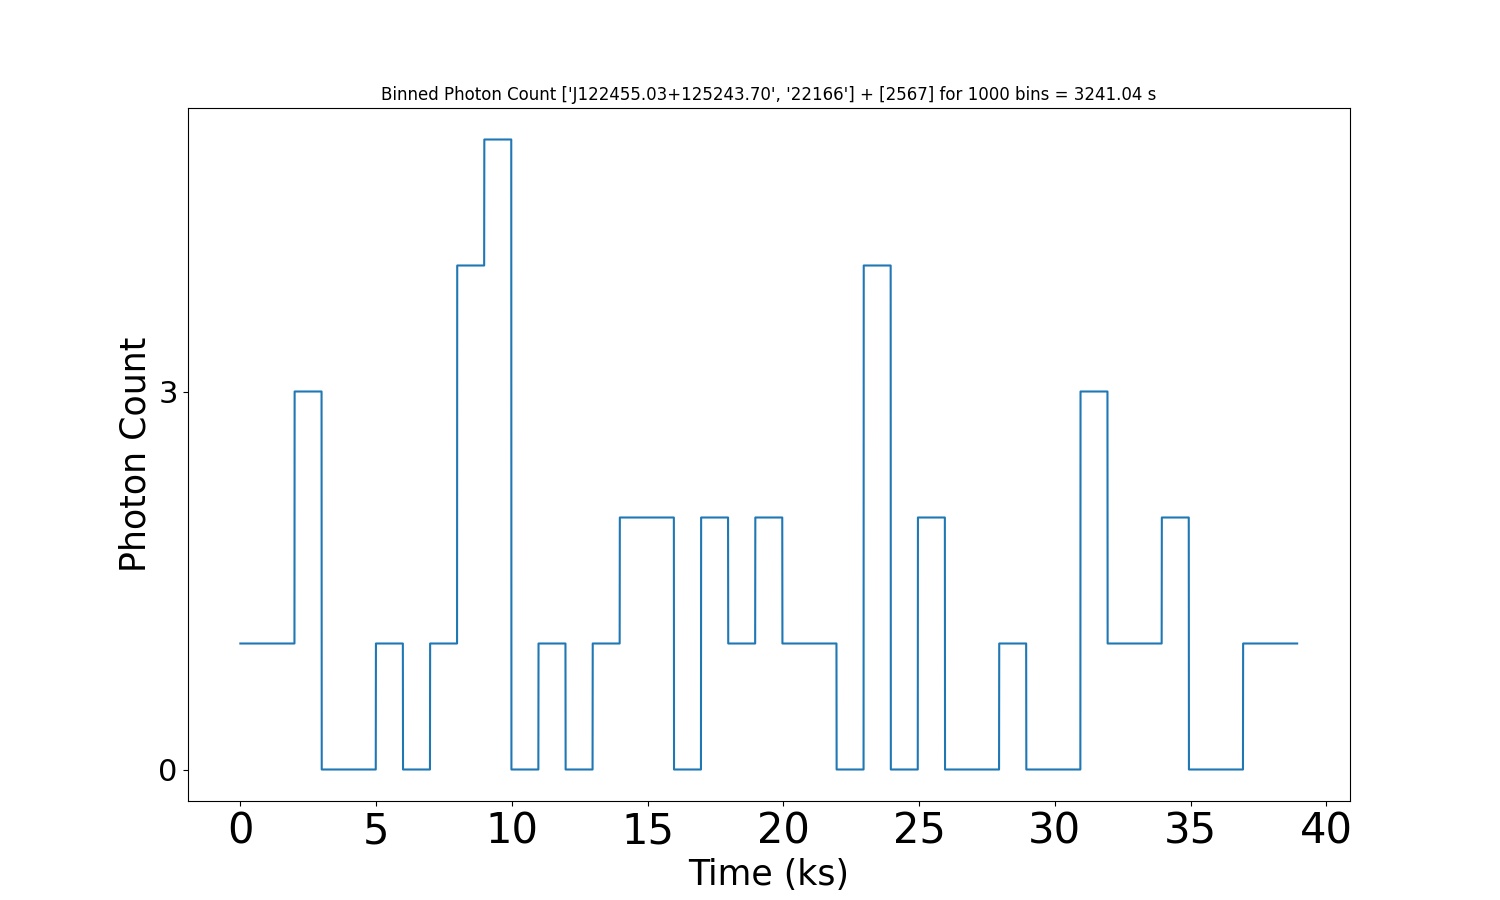 Binned Photon Count ['J122455.03+125243.70', '22166'] + [2567] for 1000 bins = 3241.04 s
Photon Count
3
0
0 5 10 15 20 25 30 35 40
Time (ks)